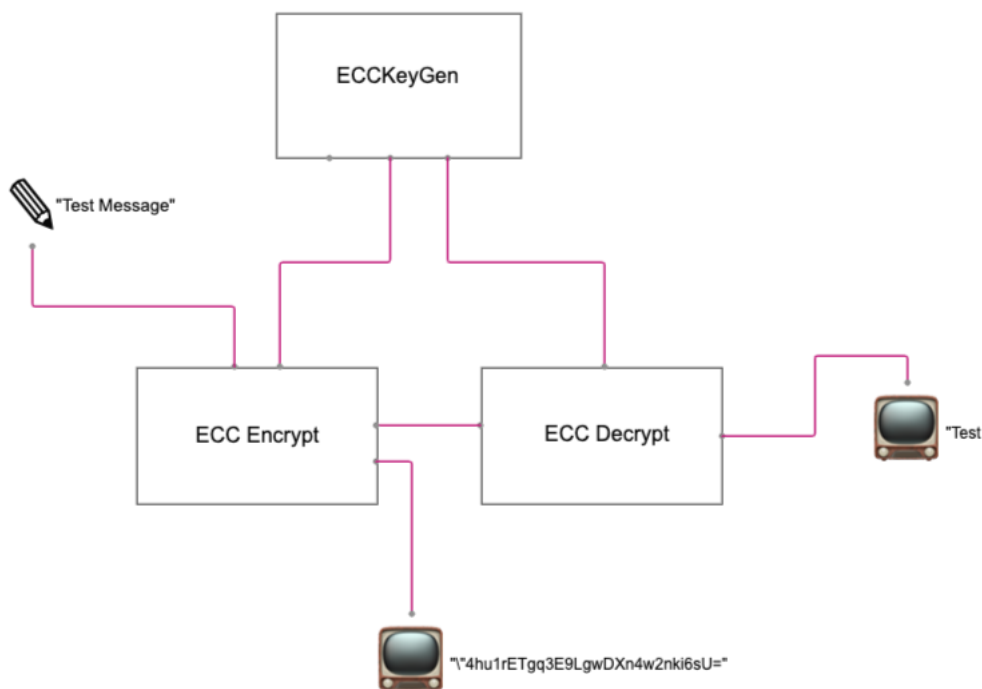 ECCKeyGen
"Test Message"
ECC Encrypt
ECC Decrypt
"Test
"\"4hu1rETgq3E9LgwDXn4w2nki6sU="